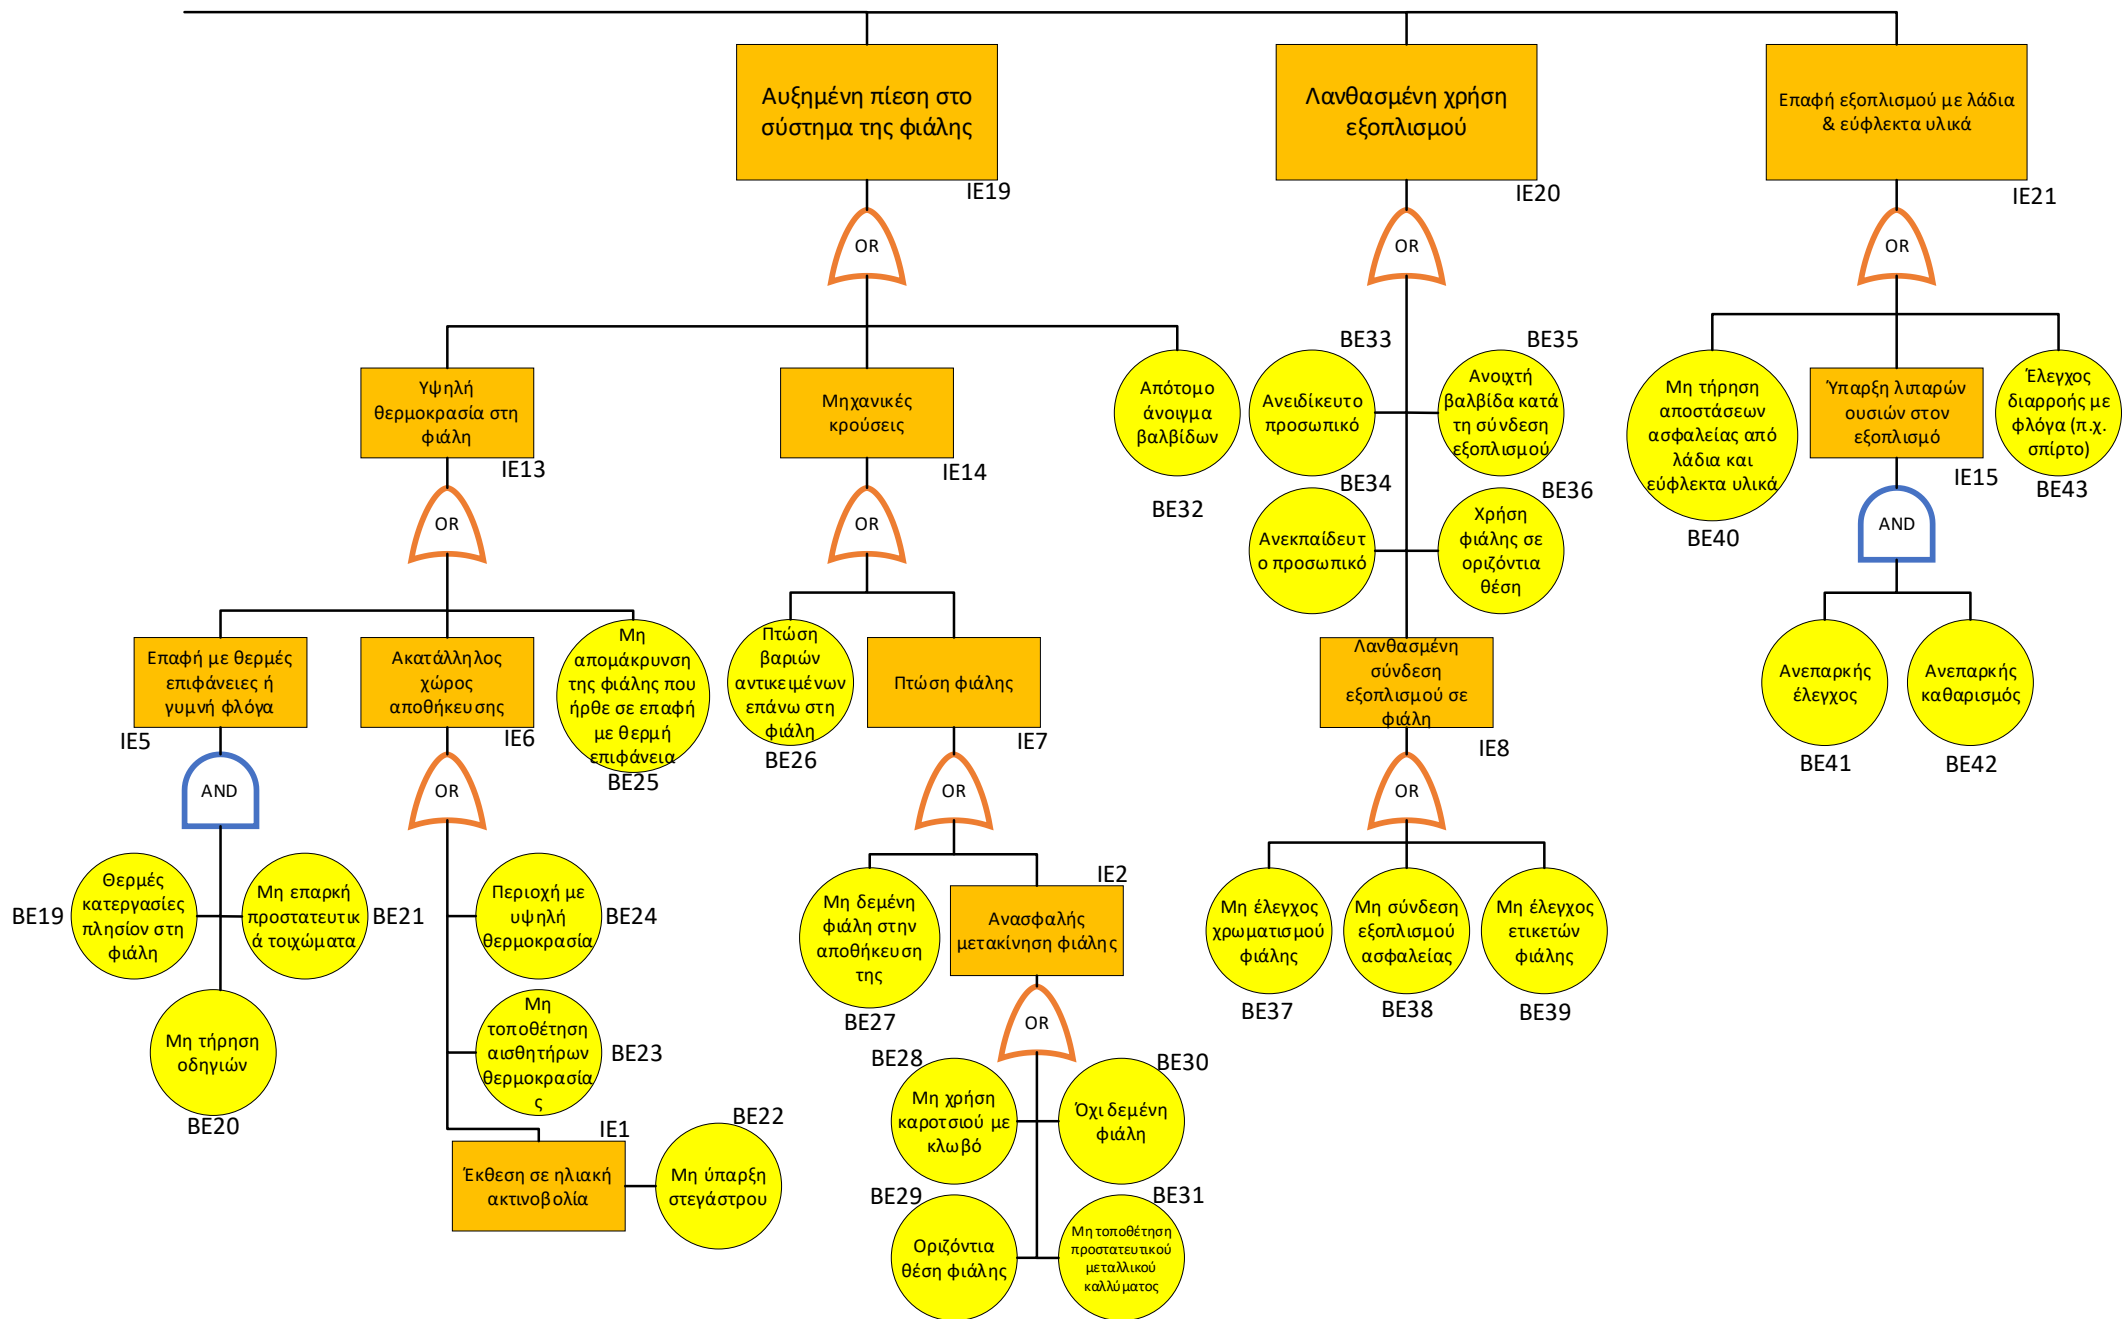 Αυξημένη πίεση στο
σύστημα της φιάλης
IE19
OR
Λανθασμένη χρήση
εξοπλισμού
IE20
OR
Επαφή εξοπλισμού με λάδια
& εύφλεκτα υλικά
IE21
OR
Υψηλή
θερμοκρασία στη
φιάλη
IE13
OR
Μηχανικές
κρούσεις
IE14
OR
Απότομο
άνοιγμα
βαλβίδων
BE32
BE33
Ανειδίκευτο
προσωπικό
BE35
Ανοιχτή
βαλβίδα κατά
τη σύνδεση
εξοπλισμού
BE34
Ανεκπαίδευτ
ο προσωπικό
BE36
Χρήση
φιάλης σε
οριζόντια
θέση
Μη τήρηση
αποστάσεων
ασφαλείας από
λάδια και
εύφλεκτα υλικά
BE40
Ύπαρξη λιπαρών
ουσιών στον
εξοπλισμό
IE15
AND
Έλεγχος
διαρροής με
φλόγα (π.χ.
σπίρτο)
BE43
Επαφή με θερμές
επιφάνειες ή
γυμνή φλόγα
IE5
AND
Ακατάλληλος
χώρος
αποθήκευσης
IE6
OR
Μη
απομάκρυνση
της φιάλης που
ήρθε σε επαφή
με θερμή
επιφάνεια
BE25
Πτώση
βαριών
αντικειμένων
επάνω στη
φιάλη
BE26
Πτώση φιάλης
IE7
OR
Λανθασμένη
σύνδεση
εξοπλισμού σε
φιάλη
IE8
OR
Ανεπαρκής
έλεγχος
BE41
Ανεπαρκής
καθαρισμός
BE42
BE19
Θερμές
κατεργασίες
πλησίον στη
φιάλη
Μη επαρκή
προστατευτικ
ά τοιχώματα
BE21
Μη τήρηση
οδηγιών
BE20
Περιοχή με
υψηλή
θερμοκρασία
BE24
Μη
τοποθέτηση
αισθητήρων
θερμοκρασία
ς
BE23
IE1
Έκθεση σε ηλιακή
ακτινοβολία
BE22
Μη ύπαρξη
στεγάστρου
Μη δεμένη
φιάλη στην
αποθήκευση
της
BE27
IE2
Ανασφαλής
μετακίνηση φιάλης
OR
BE28
Μη χρήση
καροτσιού με
κλωβό
BE30
Όχι δεμένη
φιάλη
BE29
Οριζόντια
θέση φιάλης
BE31
Μη τοποθέτηση
προστατευτικού
μεταλλικού
καλλύματος
Μη έλεγχος
χρωματισμού
φιάλης
BE37
Μη σύνδεση
εξοπλισμού
ασφαλείας
BE38
Μη έλεγχος
ετικετών
φιάλης
BE39